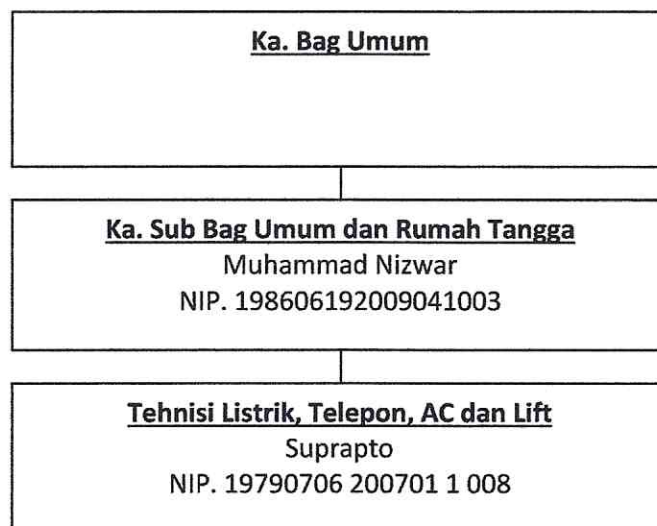 Ka. Bag Umum
Ka. Sub Bag Umum dan Rumah Tangga
Muhammad Nizwar
NIP. 198606192009041003
Tehnisi Listrik, Telepon, AC dan Lift
Suprapto
NIP. 19790706 200701 1 008